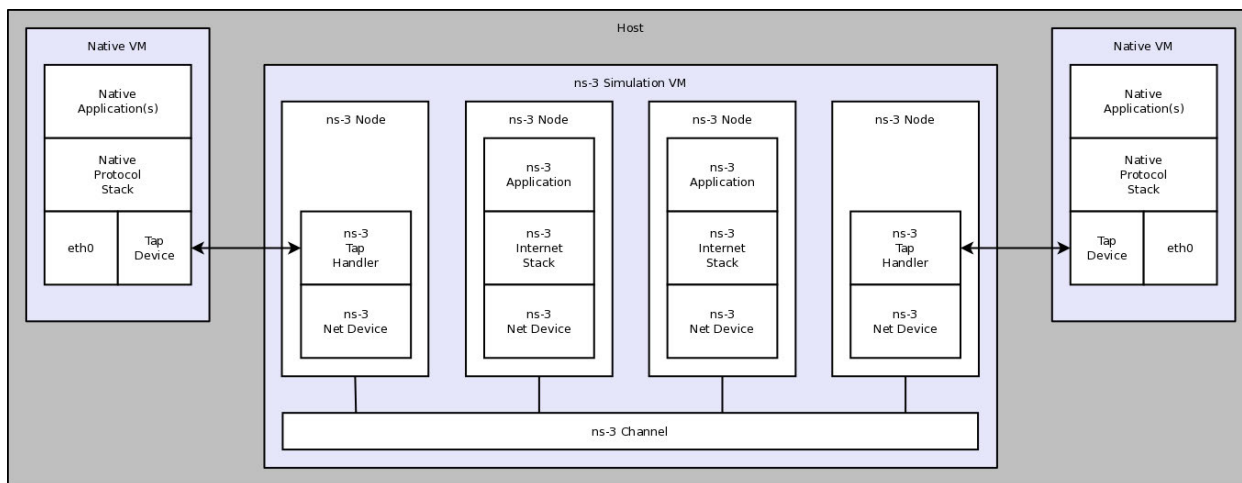 Host
Native VM
Native
Application(s)
Native
Protocol
Stack
eth0
Tap
Device
ns-3 Simulation VM
ns-3 Node
ns-3
Tap
Handler
ns-3
Net Device
ns-3 Node
ns-3
Application
ns-3
Internet
Stack
ns-3
Net Device
ns-3 Node
ns-3
Application
ns-3
Internet
Stack
ns-3
Net Device
ns-3 Node
ns-3
Tap
Handler
ns-3
Net Device
ns-3 Channel
Native VM
Native
Application(s)
Native
Protocol
Stack
Tap
Device
eth0